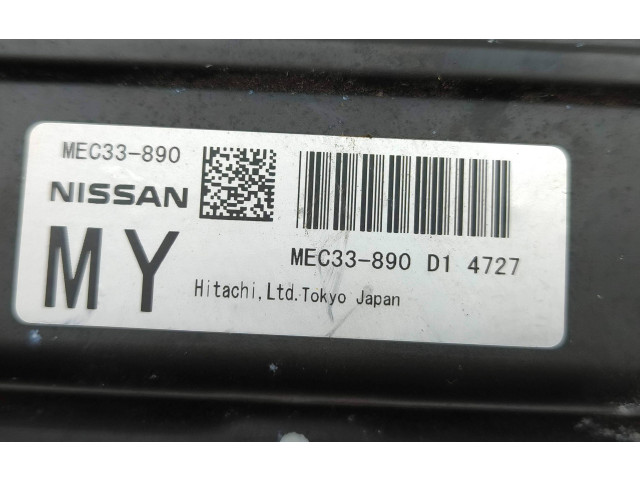 MEC33-890
NISSAN
MY
MEC33-890 D1 4727
Hitachi,Ltd.Tokyo Japan